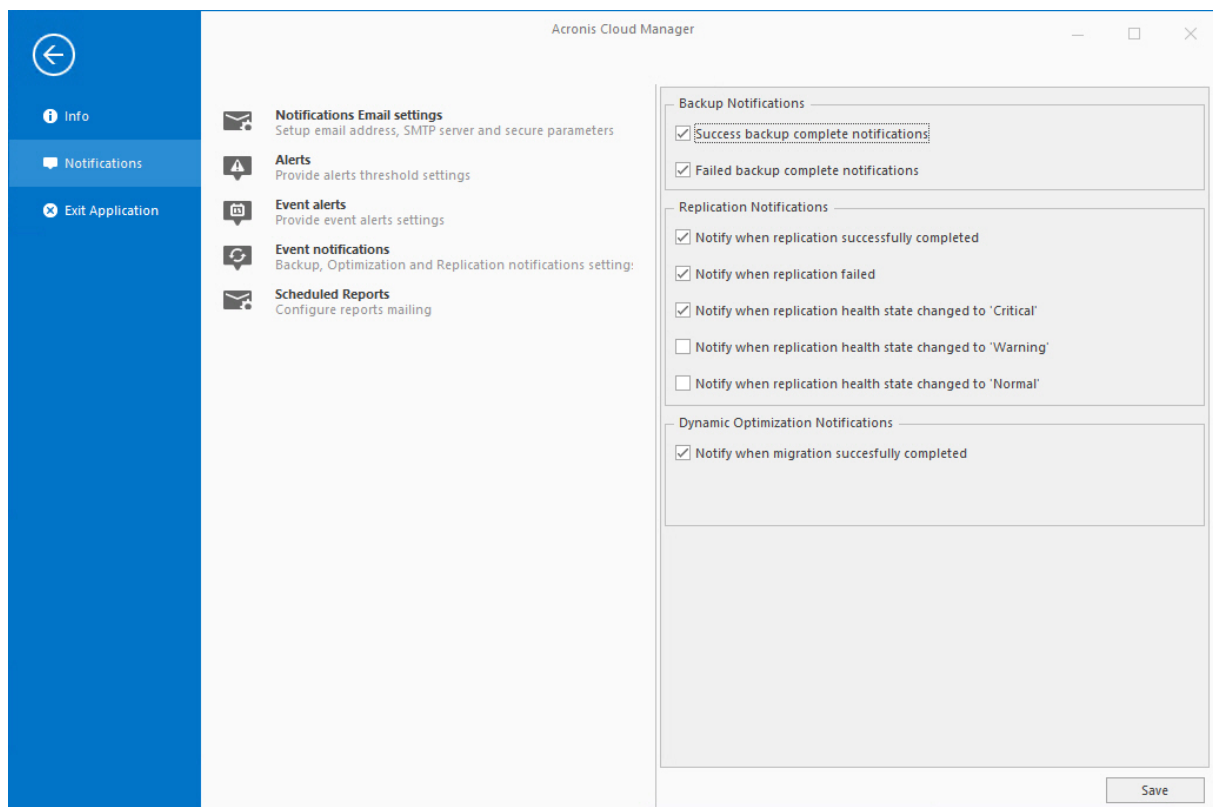 Acronis Cloud Manager
Info
Notifications
Exit Application
Notifications Email settings
Setup email address, SMTP server and secure parameters
Alerts
Provide alerts threshold settings
Event alerts
Provide event alerts settings
Event notifications
Backup, Optimization and Replication notifications setting:
Scheduled Reports
Configure reports mailing
Backup Notifications
Success backup complete notifications
Failed backup complete notifications
Replication Notifications
Notify when replication successfully completed
Notify when replication failed
Notify when replication health state changed to 'Critical'
Notify when replication health state changed to 'Warning'
Notify when replication health state changed to 'Normal'
Dynamic Optimization Notifications
Notify when migration succesfully completed
Save